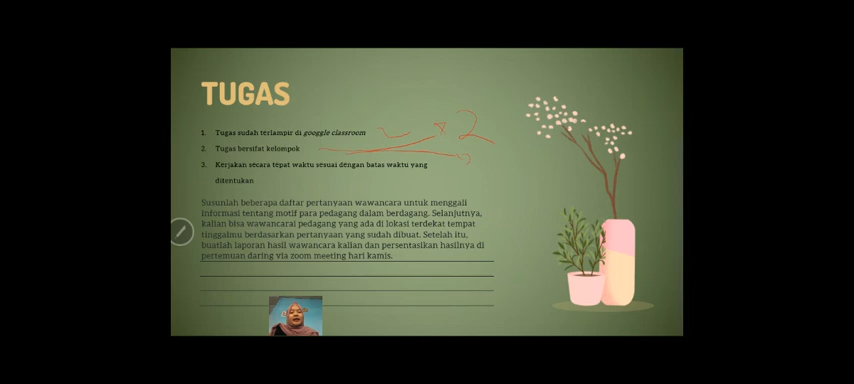 TUGAS
1. Tugas sudah terlampir di googgle classroom
2. Tugas bersifat kelompok
3. Kerjakan secara tepat waktu sesuai dengan batas waktu yang
ditentukan
× 2
Susunlah beberapa daftar pertanyaan wawancara untuk menggali
Informasi tentang motif para pedagang dalam berdagang. Selanjutnya,
kalian bisa wawancarai pedagang yang ada di lokasi terdekat tempat
tinggalmu berdasarkan pertanyaan yang sudah dibuat. Setelah itu,
buatlah laporan hasil wawancara kalian dan persentasikan hasilnya di
pertemuan daring via zoom meeting hari kamis.